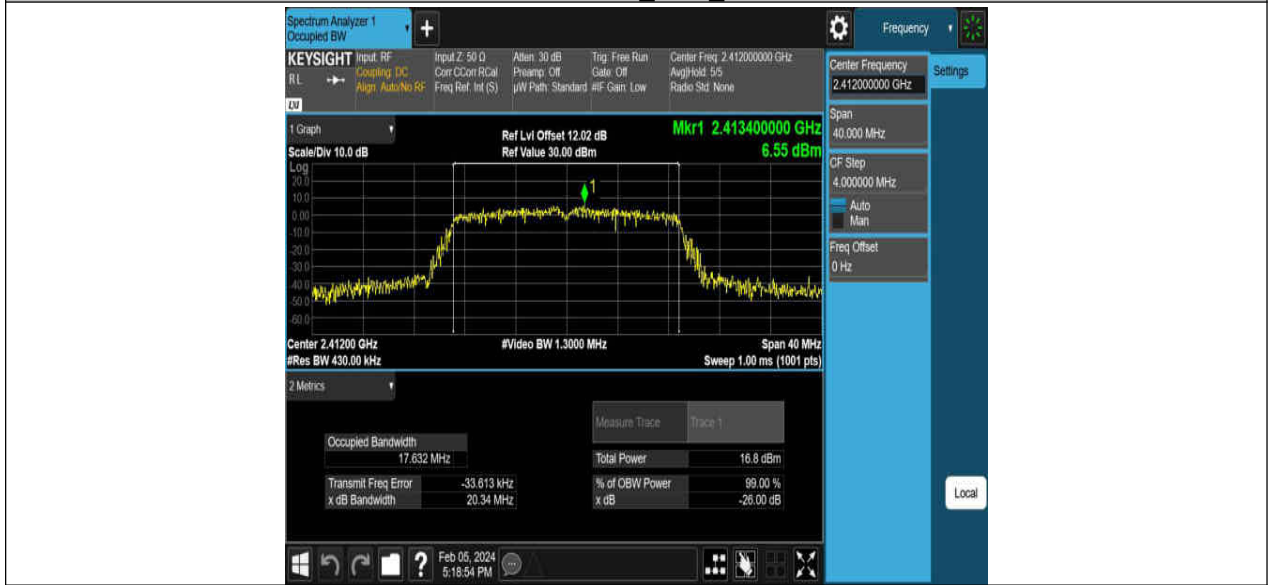 Spectrum Analyzer 1
Occupied BW
+
Frequency
KEYSIGHT
RL
LXI
Input: RF
Coupling: DC
Align: Auto/No RF
Input Z: 50 Ω
Corr CCorr RCal
Freq Ref: Int (S)
Atten: 30 dB
Preamp: Off
µW Path: Standard
Trig: Free Run
Gate: Off
#IF Gain: Low
Center Freq: 2.412000000 GHz
Avg|Hold: 5/5
Radio Std: None
Center Frequency
2.412000000 GHz
Settings
Span
40.000 MHz
CF Step
4.000000 MHz
Auto
Man
Freq Offset
0 Hz
1 Graph
Scale/Div 10.0 dB
Ref Lvl Offset 12.02 dB
Ref Value 30.00 dBm
Mkr1 2.413400000 GHz
6.55 dBm
Log
20.0
10.0
0.00
-10.0
-20.0
-30.0
-40.0
-50.0
-60.0
1
Center 2.41200 GHz
#Res BW 430.00 kHz
#Video BW 1.3000 MHz
Span 40 MHz
Sweep 1.00 ms (1001 pts)
2 Metrics
Measure Trace Trace 1
Occupied Bandwidth
17.632 MHz
Total Power 16.8 dBm
Transmit Freq Error -33.613 kHz
% of OBW Power 99.00 %
x dB Bandwidth 20.34 MHz
x dB -26.00 dB
Local
?
Feb 05, 2024
5:18:54 PM